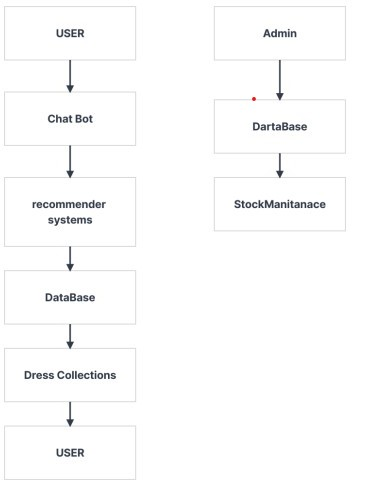 USER
Chat Bot
recommender
systems
DataBase
Dress Collections
USER
Admin
DartaBase
StockManitanace